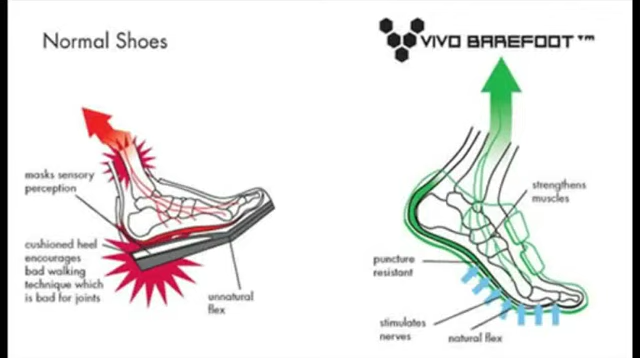 Normal Shoes
masks sensory
perception
cushioned heel
encourages
bad walking
technique which
is bad for joints
unnatural
flex
VIVO BAREFOOT™
strengthens
muscles
puncture
resistant
stimulates
nerves
natural flex